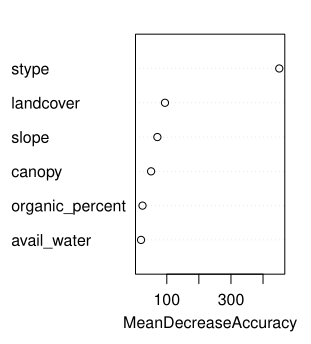 stype
landcover
slope
canopy
organic_percent
avail_water
100 300
MeanDecreaseAccuracy